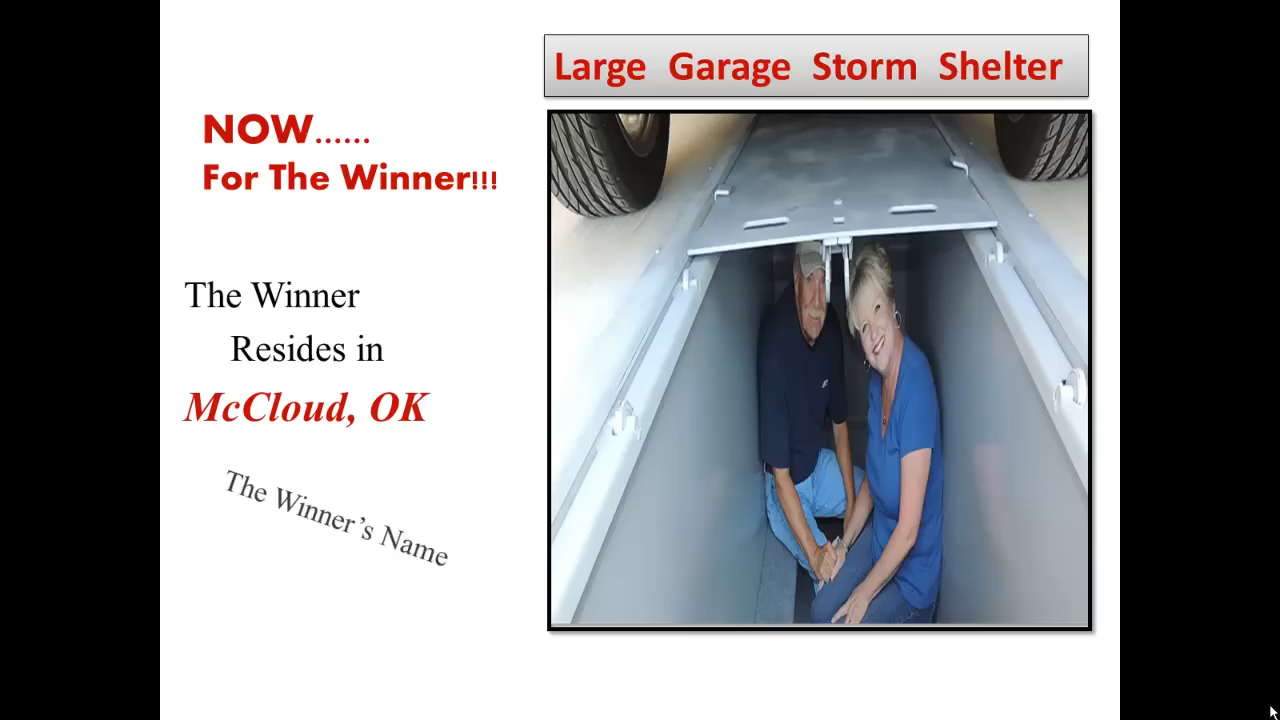 Large Garage Storm Shelter
NOW......
For The Winner!!!
The Winner
Resides in
McCloud, OK
The Winner’s Name